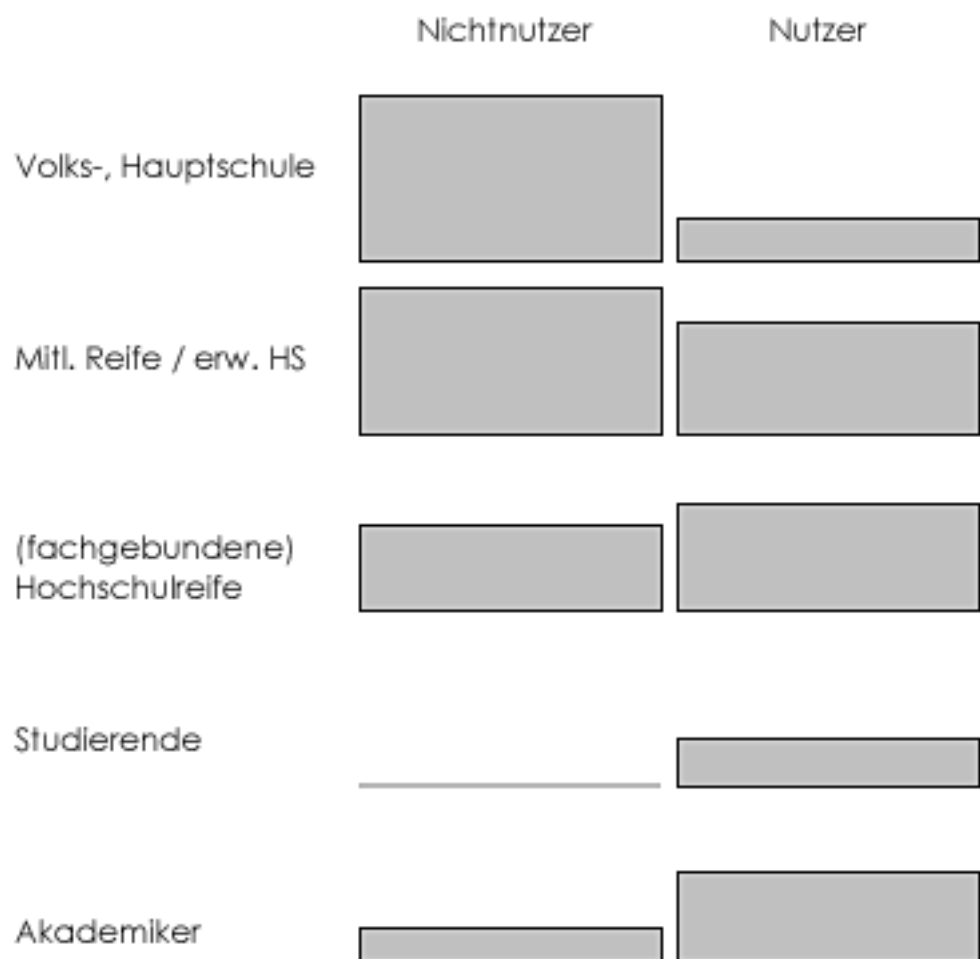 Nichtnutzer Nutzer
Volks-, Hauptschule
Mitl. Reife / erw. HS
(fachgebundene)
Hochschulreife
Studierende
Akademiker